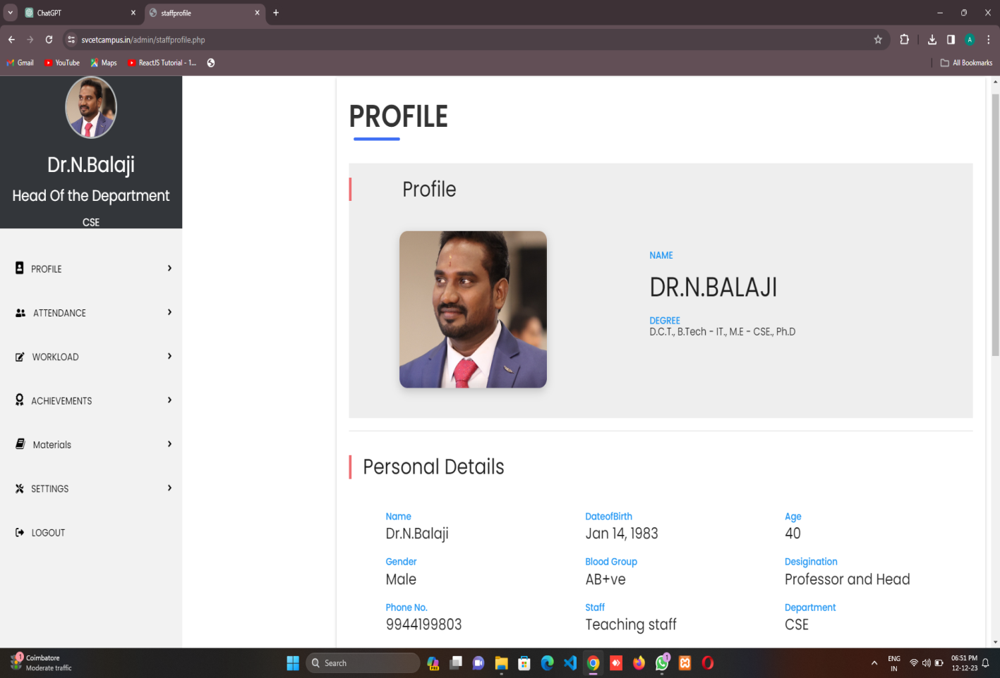 ChatGPT
staffprofile
svcetcampus.in/admin/staffprofile.php
Gmail YouTube Maps ReactJS Tutorial - 1... All Bookmarks
Dr.N.Balaji
Head Of the Department
CSE
PROFILE
ATTENDANCE
WORKLOAD
ACHIEVEMENTS
Materials
SETTINGS
LOGOUT
PROFILE
Profile
NAME
DR.N.BALAJI
DEGREE
D.C.T., B.Tech - IT., M.E - CSE., Ph.D
Personal Details
Name DateofBirth Age
Dr.N.Balaji Jan 14, 1983 40
Gender Blood Group Desigination
Male AB+ve Professor and Head
Phone No. Staff Department
9944199803 Teaching staff CSE
1
Coimbatore
Moderate traffic
Search
PRE
1
ENG
IN
06:51 PM
12-12-23
A